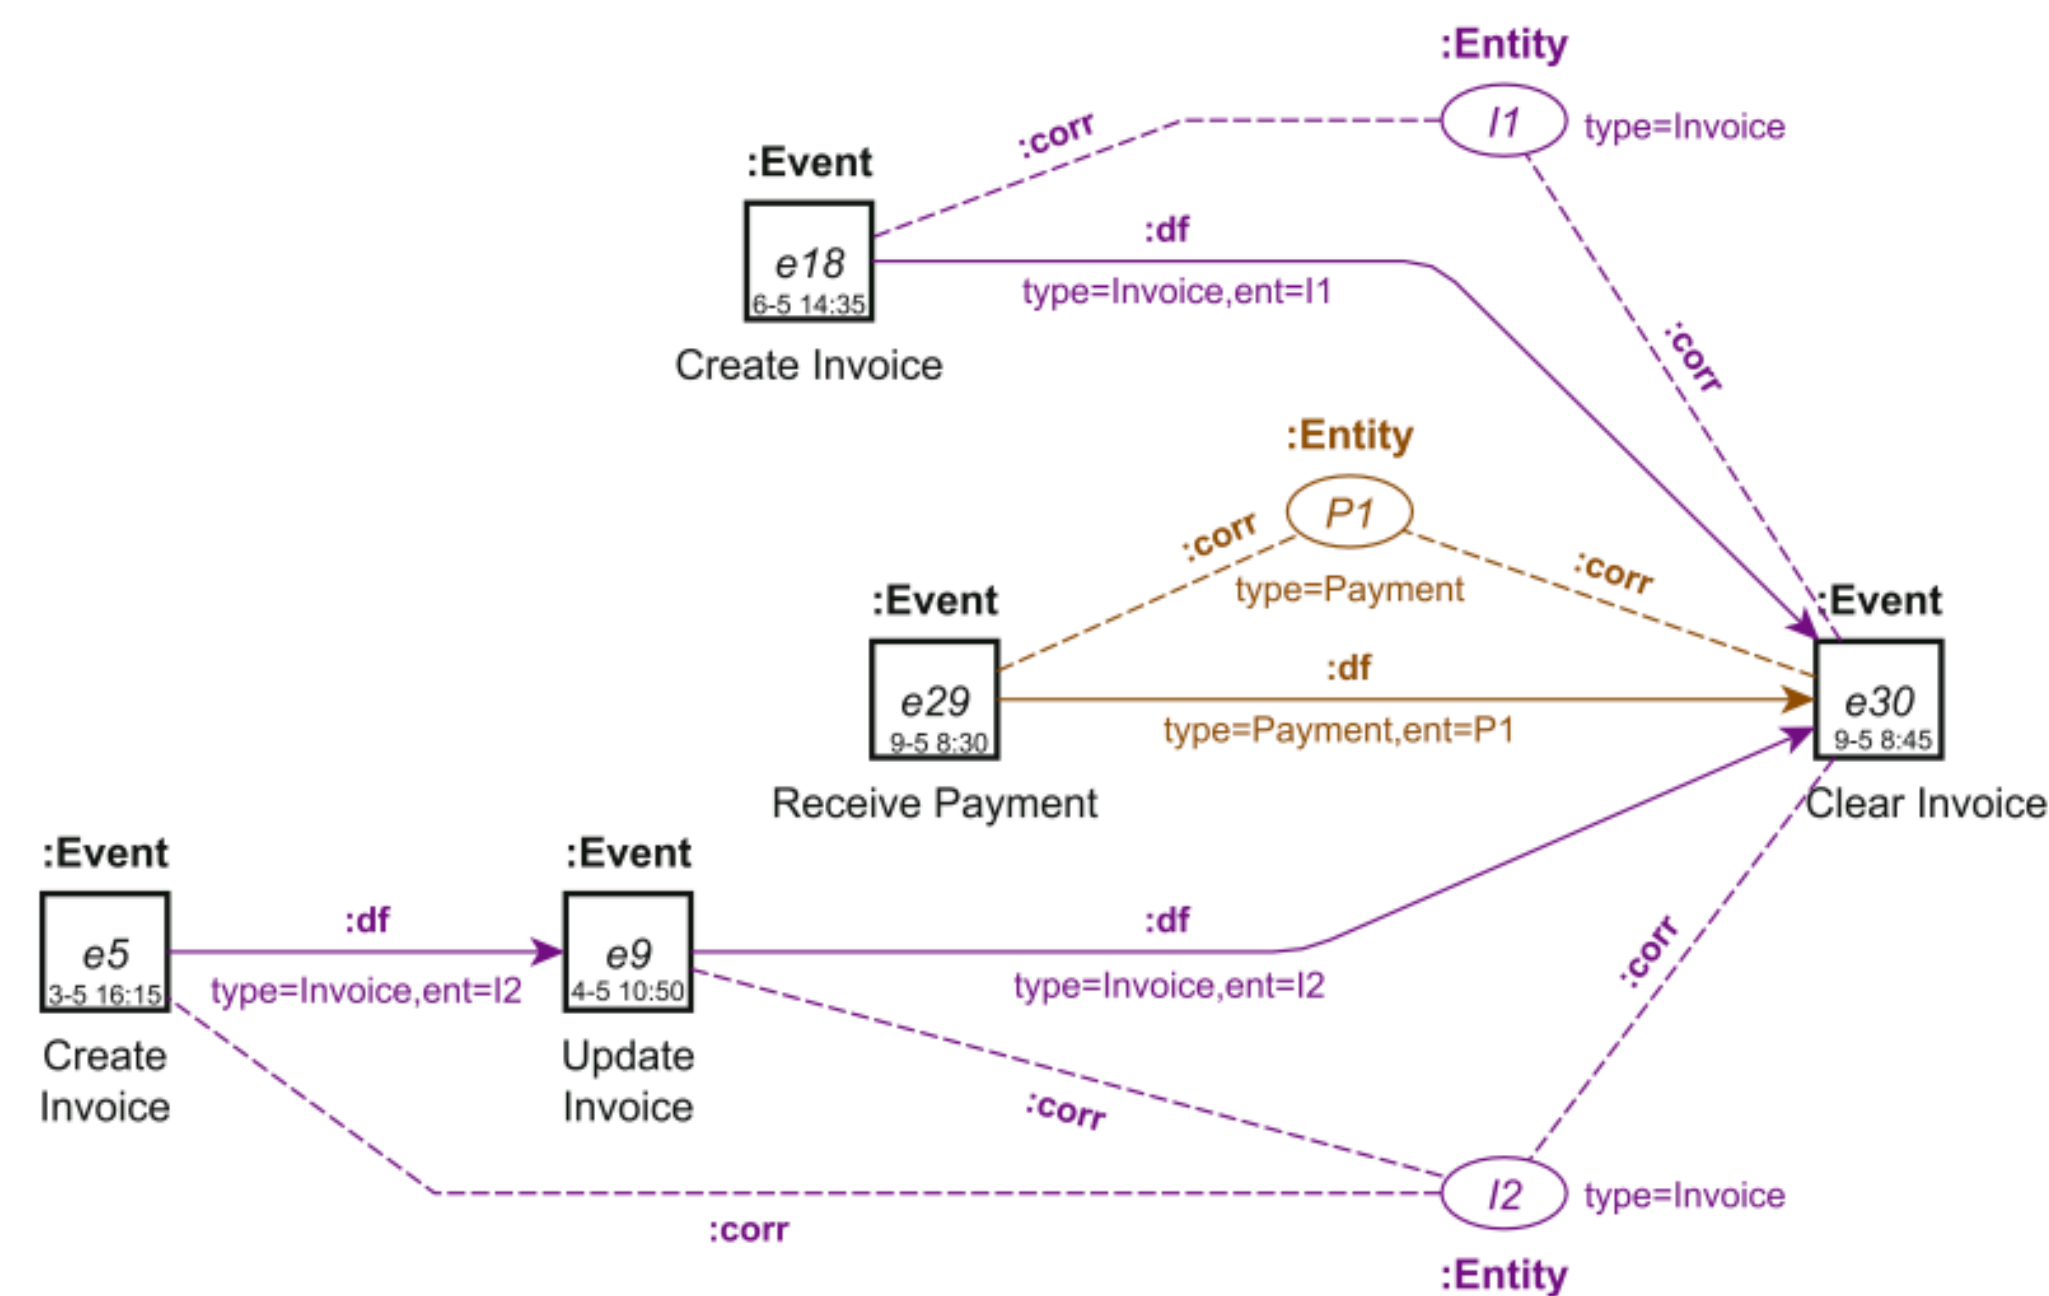 :Entity
I1
type=Invoice
:corr
:Event
e18
6-5 14:35
Create Invoice
:df
type=Invoice,ent=I1
:corr
:Entity
P1
type=Payment
:corr
:corr
:Event
e29
9-5 8:30
Receive Payment
:df
type=Payment,ent=P1
:Event
e30
9-5 8:45
Clear Invoice
:Event
e5
3-5 16:15
Create
Invoice
:df
type=Invoice,ent=I2
:Event
e9
4-5 10:50
Update
Invoice
:df
type=Invoice,ent=I2
:corr
:corr
:corr
I2
type=Invoice
:Entity